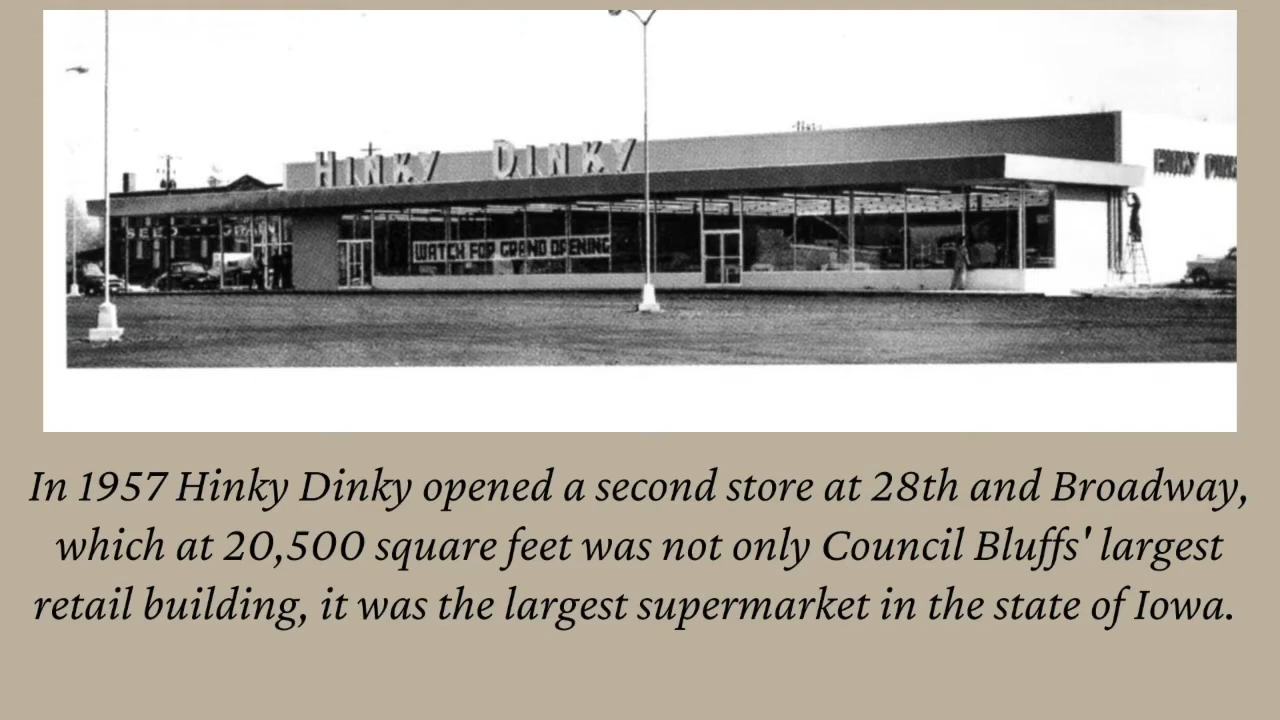 HINKY DINKY
HINKY
SEED
WATCH FOR GRAND OPENING
In 1957 Hinky Dinky opened a second store at 28th and Broadway,
which at 20,500 square feet was not only Council Bluffs' largest
retail building, it was the largest supermarket in the state of Iowa.